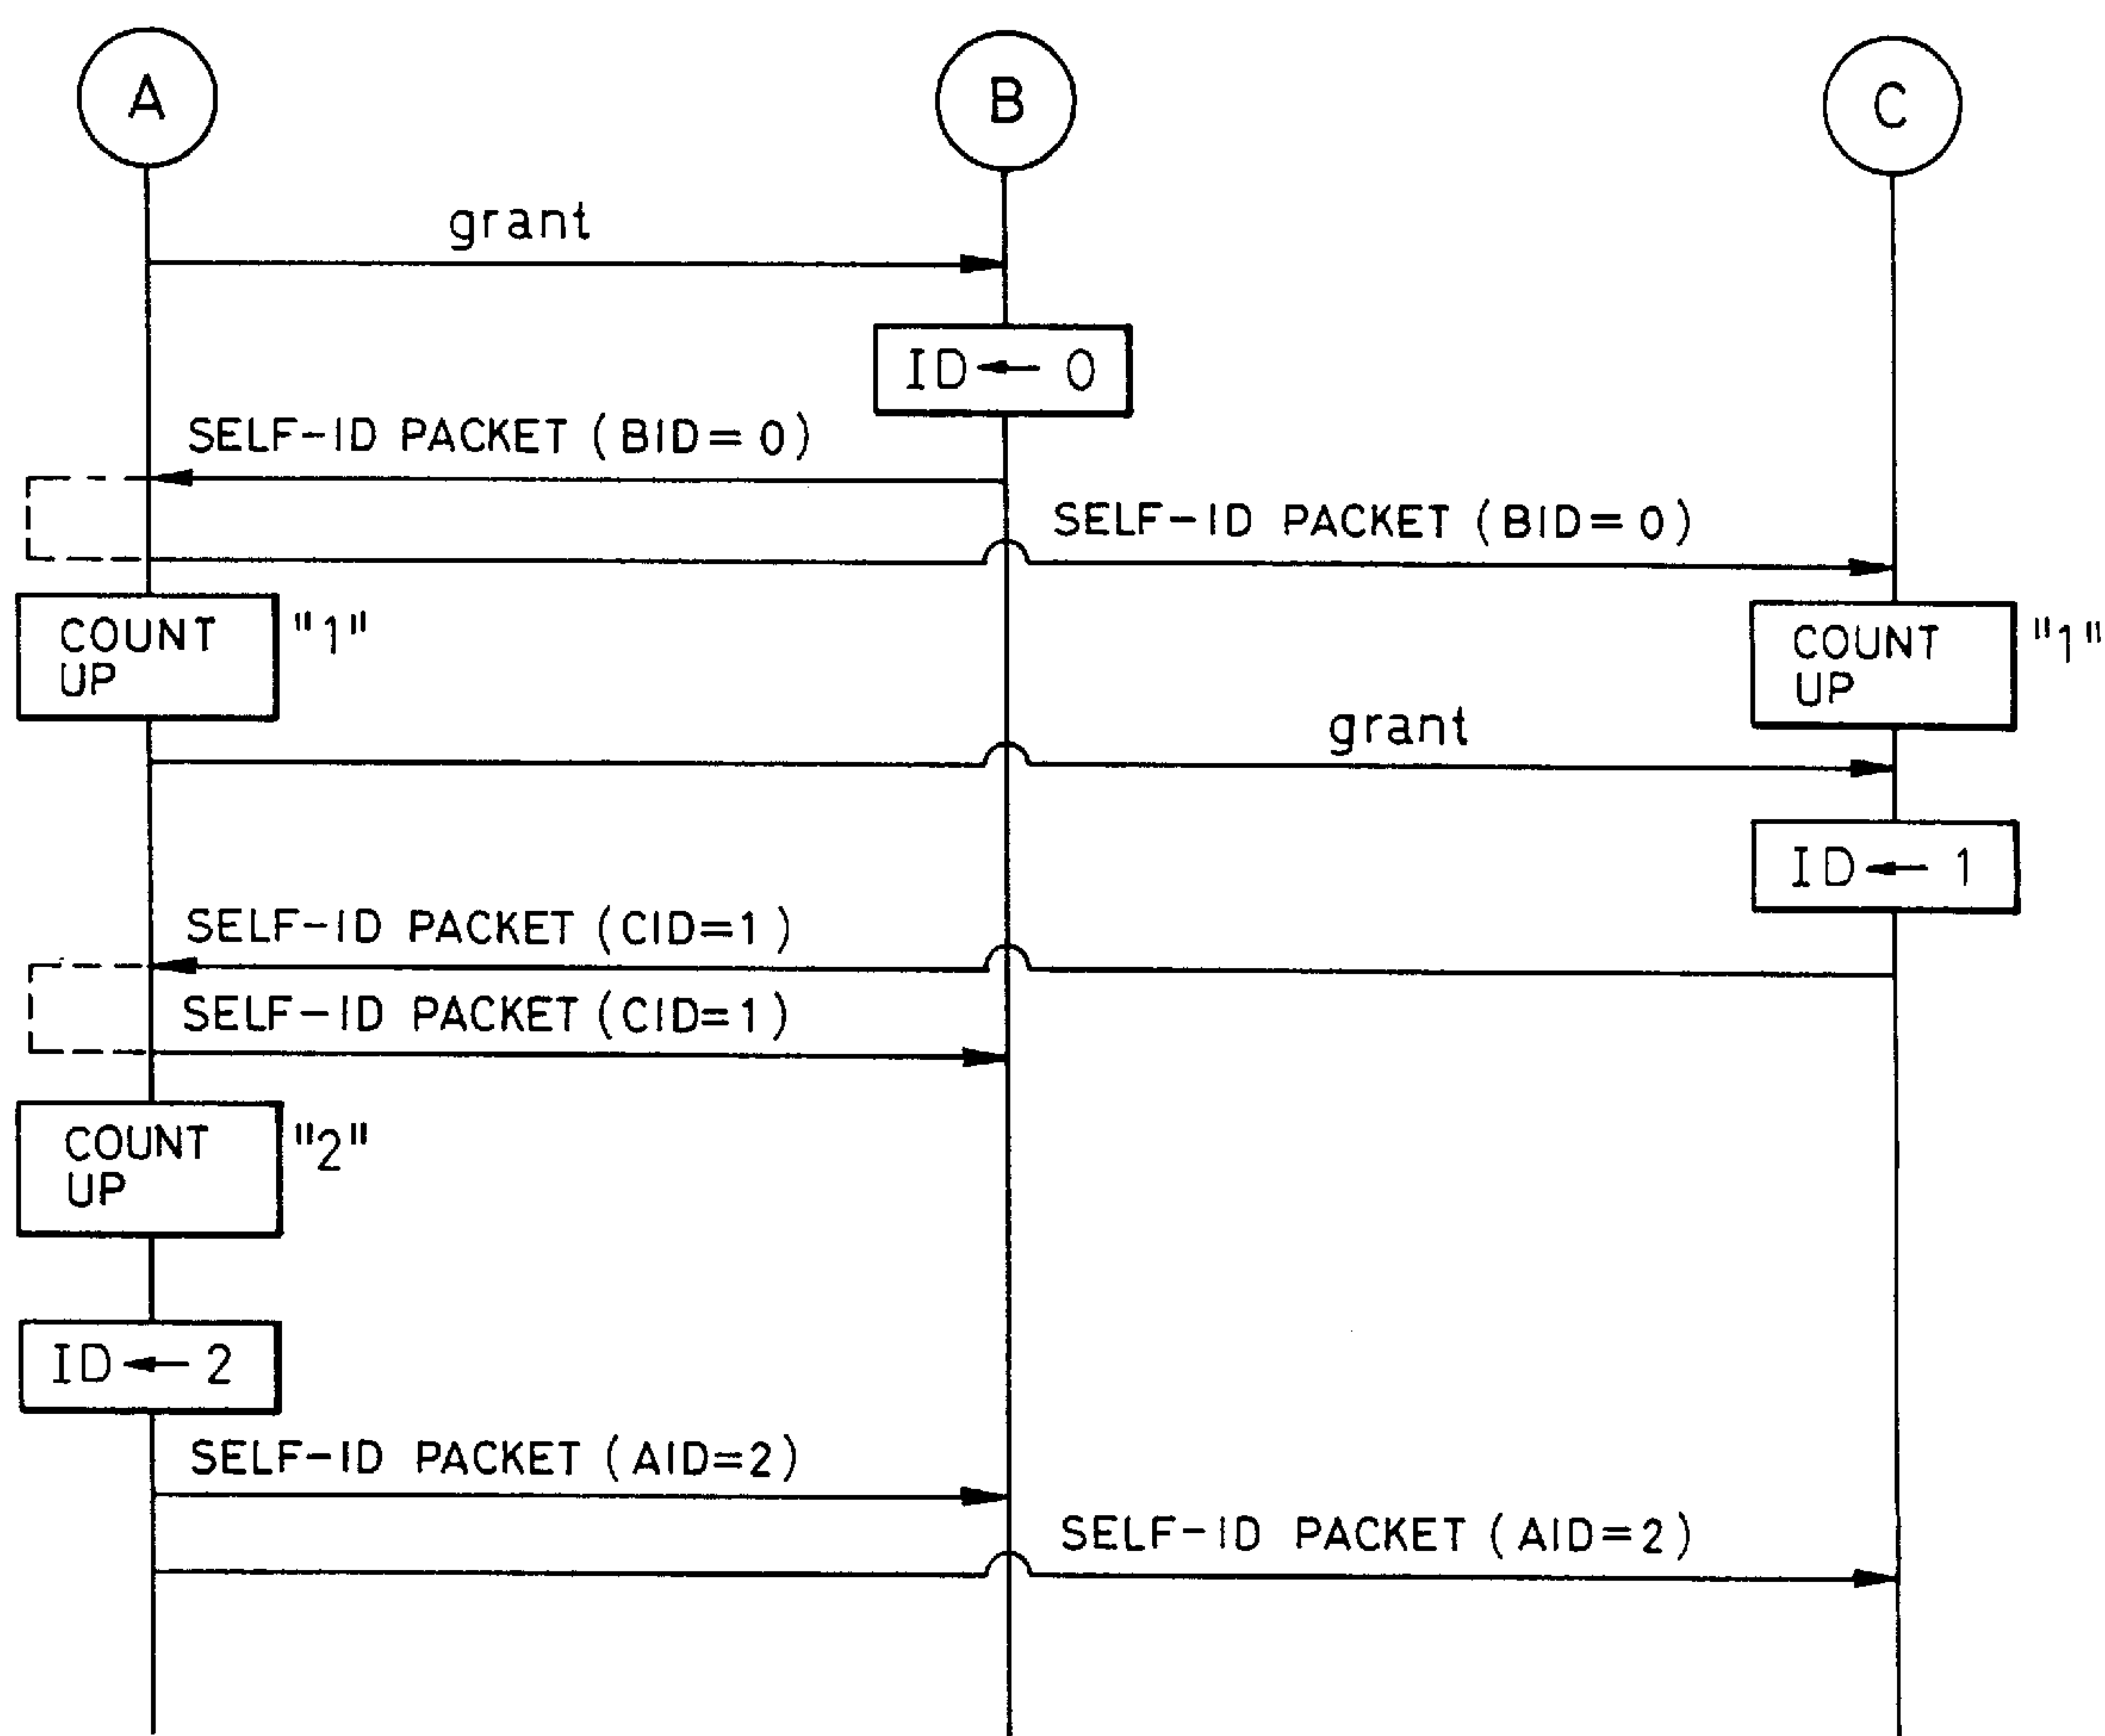 A
B
C
grant
ID ← 0
SELF-ID PACKET (BID=0)
SELF-ID PACKET (BID=0)
COUNT
UP
"1"
COUNT
UP
"1"
grant
ID ← 1
SELF-ID PACKET (CID=1)
SELF-ID PACKET (CID=1)
COUNT
UP
"2"
ID ← 2
SELF-ID PACKET (AID=2)
SELF-ID PACKET (AID=2)